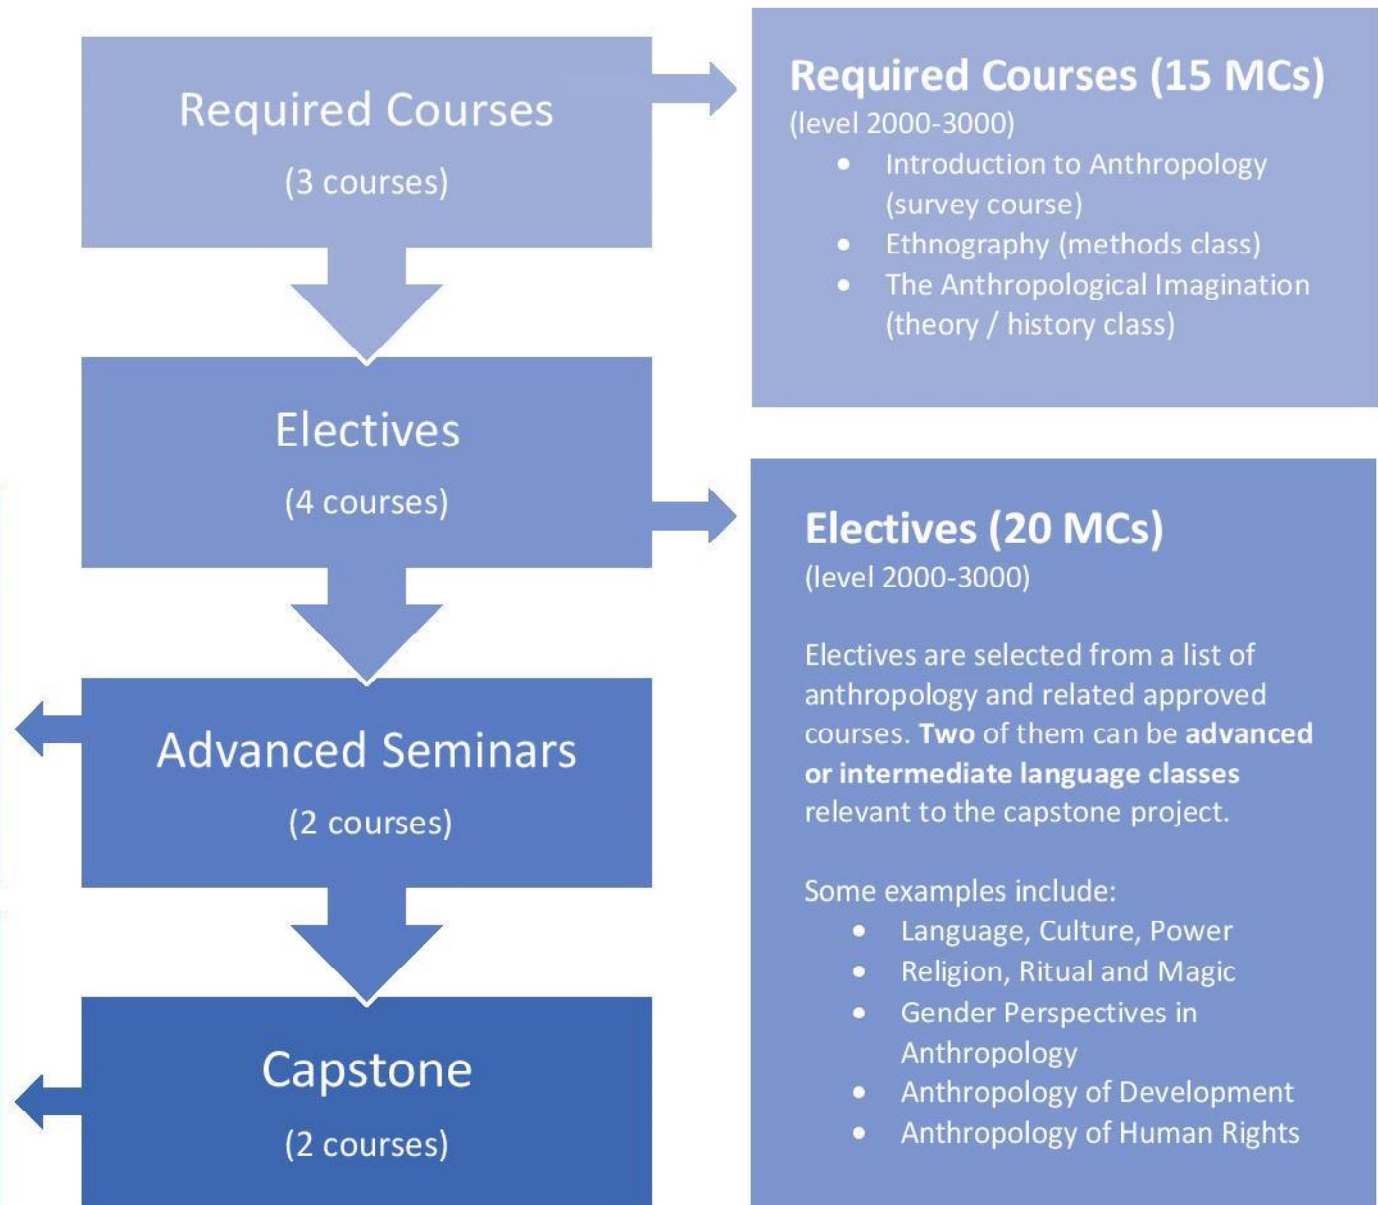 Required Courses
(3 courses)
Electives
(4 courses)
Advanced Seminars
(2 courses)
Capstone
(2 courses)
Required Courses (15 MCs)
(level 2000-3000)
• Introduction to Anthropology
(survey course)
• Ethnography (methods class)
• The Anthropological Imagination
(theory / history class)
Electives (20 MCs)
(level 2000-3000)
Electives are selected from a list of
anthropology and related approved
courses. Two of them can be advanced
or intermediate language classes
relevant to the capstone project.
Some examples include:
• Language, Culture, Power
• Religion, Ritual and Magic
• Gender Perspectives in
Anthropology
• Anthropology of Development
• Anthropology of Human Rights